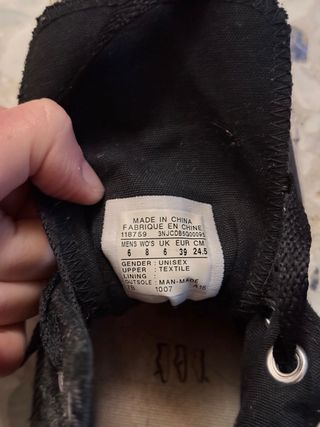 MADE IN CHINA
FABRIQUE EN CHINE
118759 3NJCDB5Q00095
MENS WO'S UK EUR CM
6 8 6 39 24.5
GENDER : UNISEX
UPPER : TEXTILE
LINING :
OUTSOLE : MAN-MADE
1007